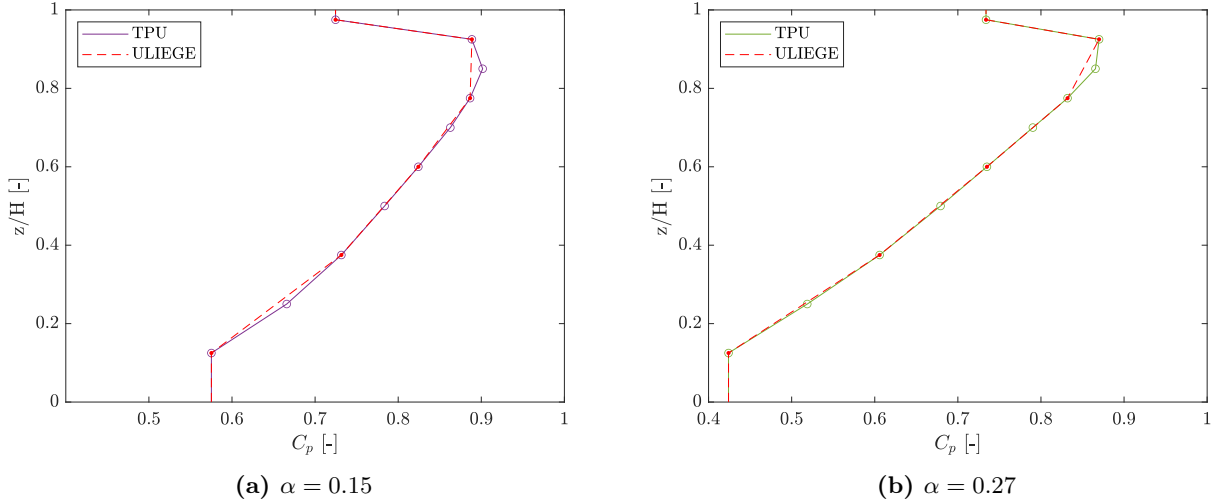 TPU
ULIEGE
1
0.8
0.6
0.4
0.2
0
z/H [-]
0.5 0.6 0.7 0.8 0.9 1
C_p [-]
(a) α = 0.15
TPU
ULIEGE
1
0.8
0.6
0.4
0.2
0
z/H [-]
0.4 0.5 0.6 0.7 0.8 0.9 1
C_p [-]
(b) α = 0.27